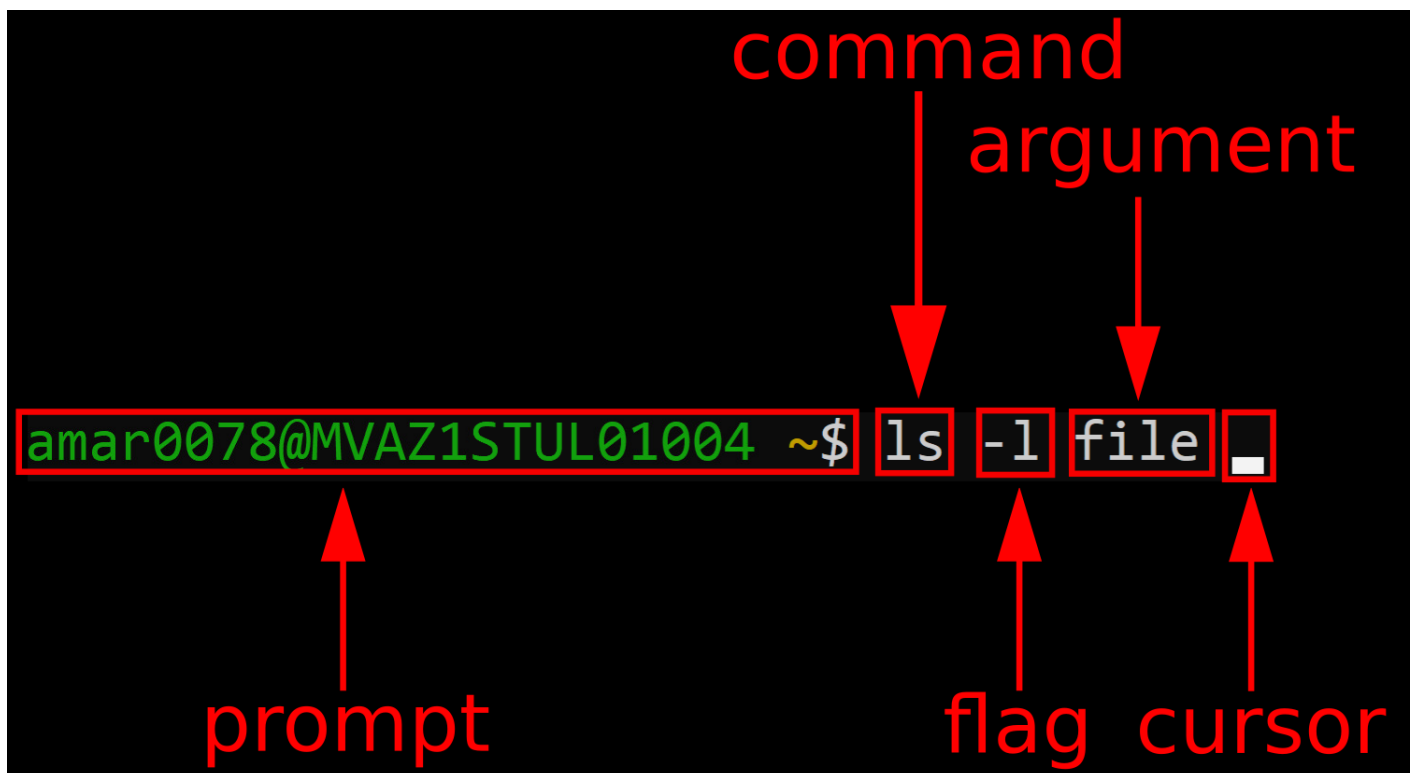 command
argument
amar0078@MVAZ1STUL01004 ~$ ls -l file
prompt
flag cursor